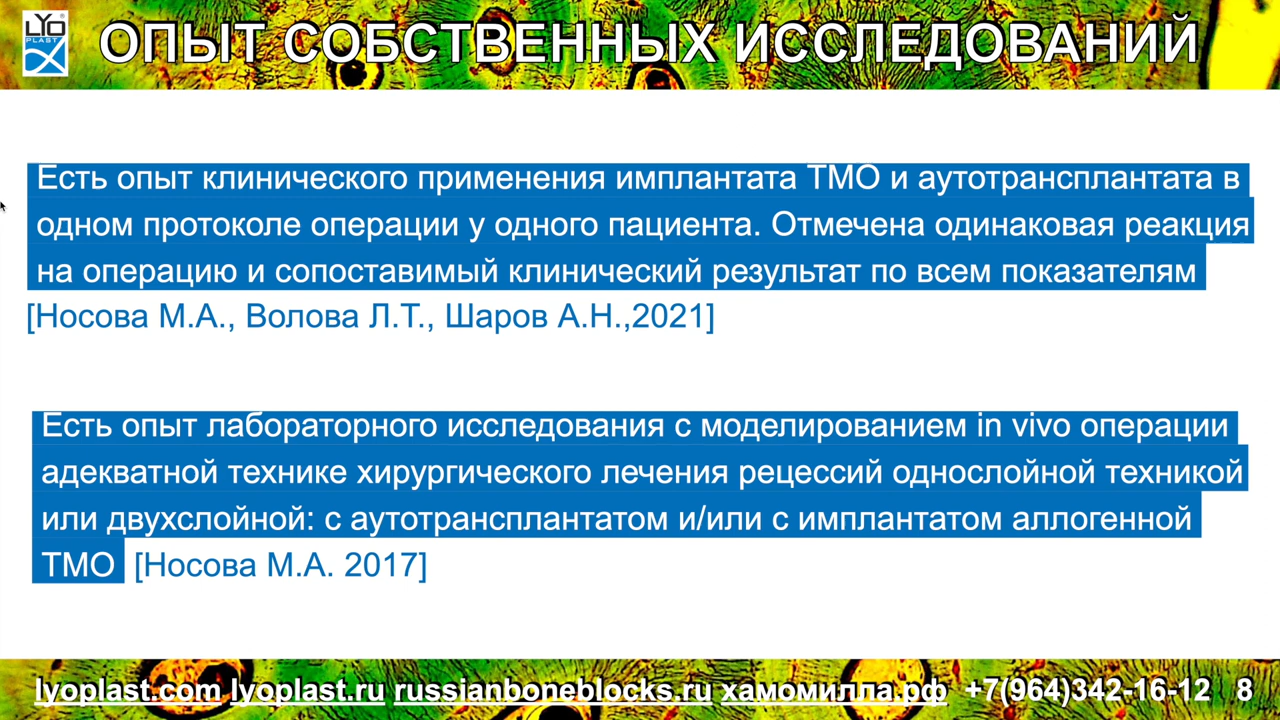 LYO
PLAST
ОПЫТ СОБСТВЕННЫХ ИССЛЕДОВАНИЙ
Есть опыт клинического применения имплантата ТМО и аутотрансплантата в
одном протоколе операции у одного пациента. Отмечена одинаковая реакция
на операцию и сопоставимый клинический результат по всем показателям
[Носова М.А., Волова Л.Т., Шаров А.Н.,2021]
Есть опыт лабораторного исследования с моделированием in vivo операции
адекватной технике хирургического лечения рецессий однослойной техникой
или двухслойной: с аутотрансплантатом и/или с имплантатом аллогенной
ТМО [Носова М.А. 2017]
lyoplast.com lyoplast.ru russianboneblocks.ru хамомилла.рф +7(964)342-16-12 8